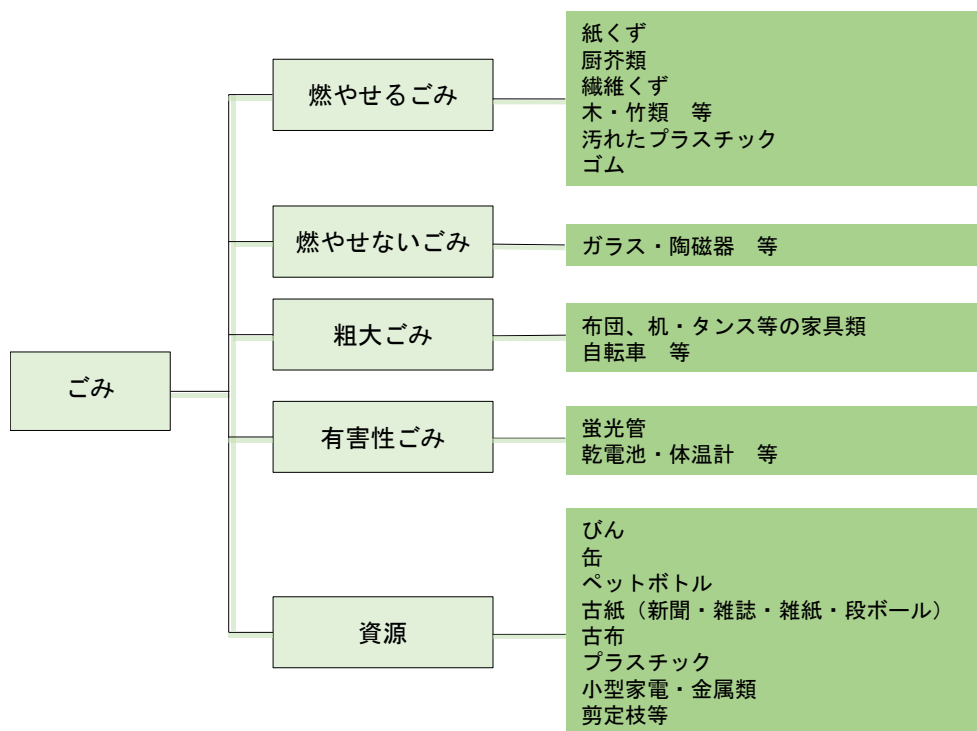 ごみ
燃やせるごみ
紙くず
厨芥類
繊維くず
木・竹類　等
汚れたプラスチック
ゴム
燃やせないごみ
ガラス・陶磁器　等
粗大ごみ
布団、机・タンス等の家具類
自転車　等
有害性ごみ
蛍光管
乾電池・体温計　等
資源
びん
缶
ペットボトル
古紙（新聞・雑誌・雑紙・段ボール）
古布
プラスチック
小型家電・金属類
剪定枝等